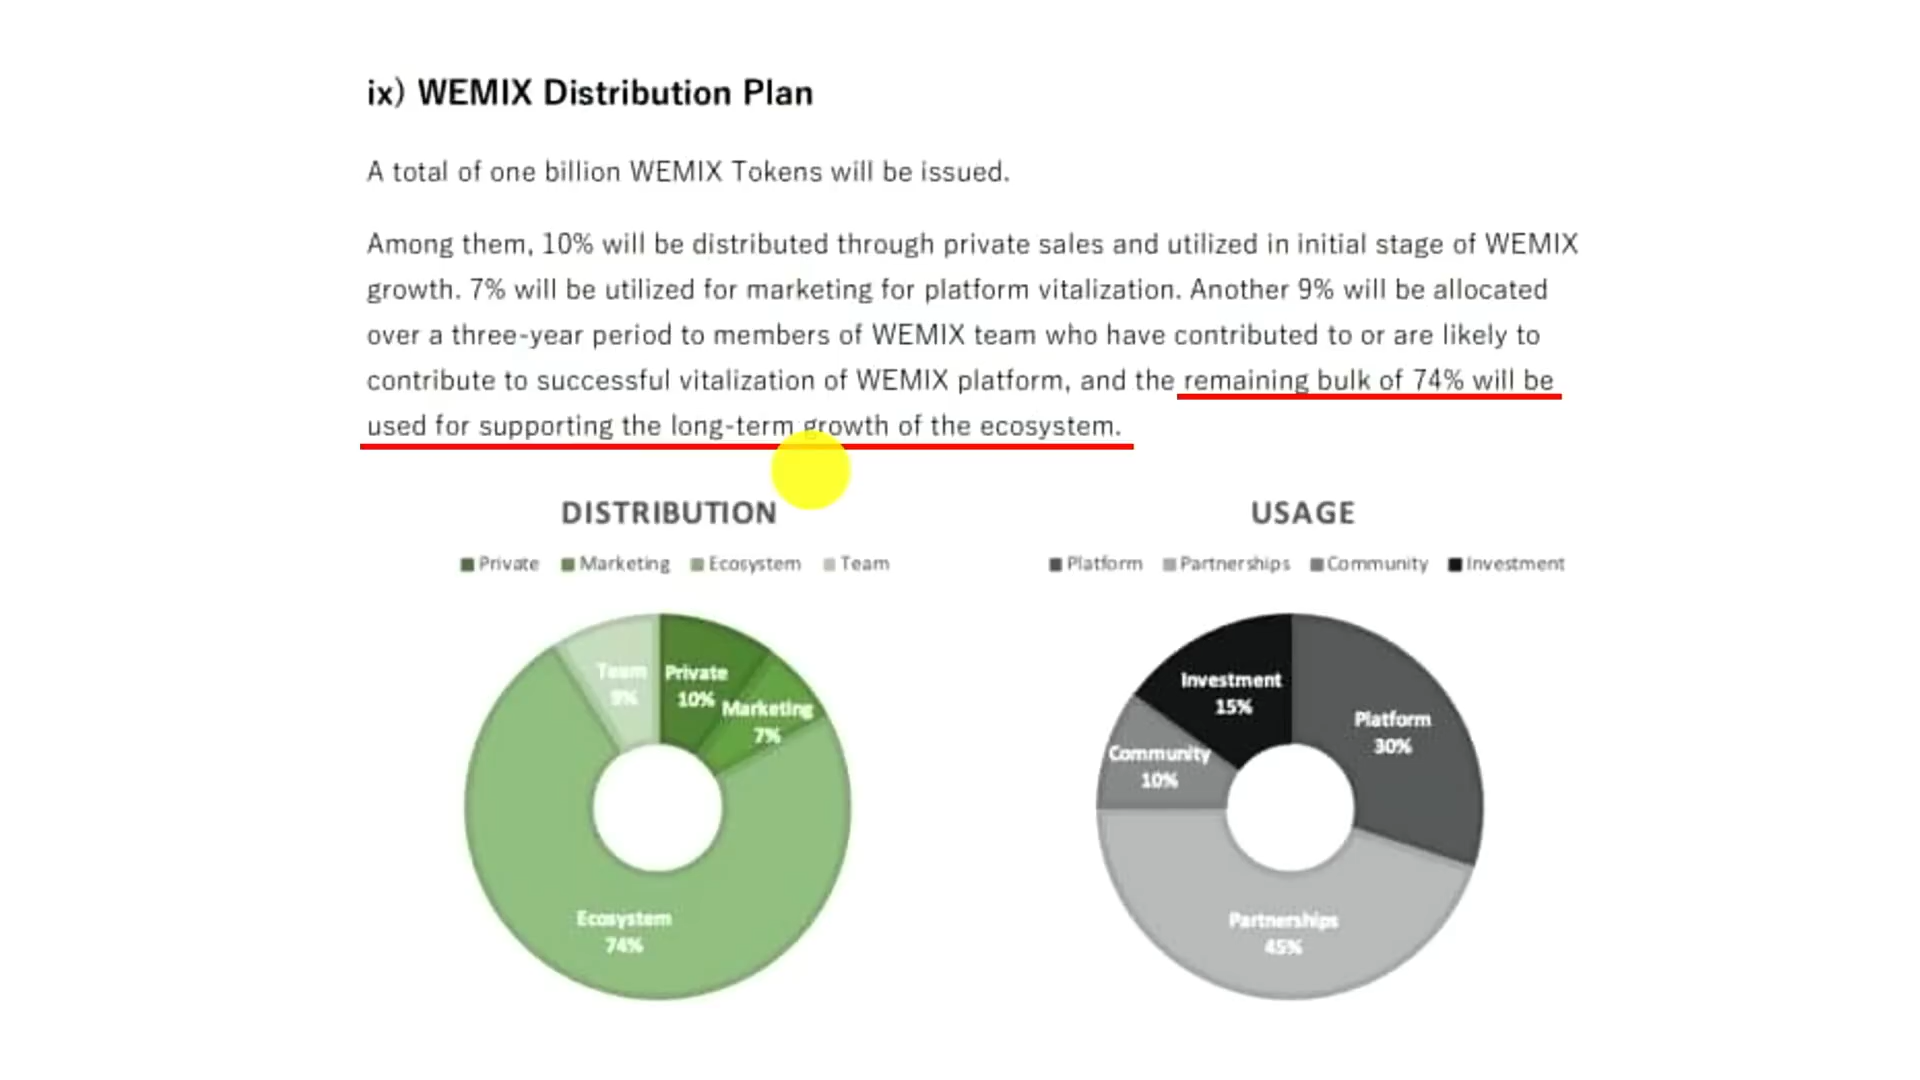 ix) WEMIX Distribution Plan
A total of one billion WEMIX Tokens will be issued.
Among them, 10% will be distributed through private sales and utilized in initial stage of WEMIX
growth. 7% will be utilized for marketing for platform vitalization. Another 9% will be allocated
over a three-year period to members of WEMIX team who have contributed to or are likely to
contribute to successful vitalization of WEMIX platform, and the remaining bulk of 74% will be
used for supporting the long-term growth of the ecosystem.
DISTRIBUTION
Private Marketing Ecosystem Team
Team
9%
Private
10%
Marketing
7%
Ecosystem
74%
USAGE
Platform Partnerships Community Investment
Investment
15%
Platform
30%
Community
10%
Partnerships
45%